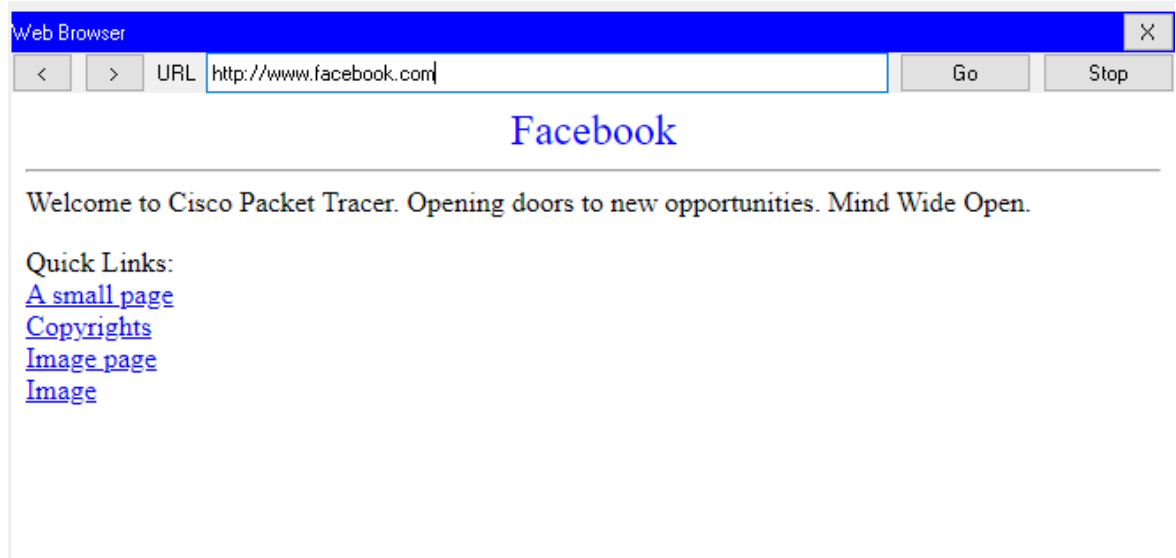 Web Browser X
< > URL http://www.facebook.com Go Stop
Facebook
Welcome to Cisco Packet Tracer. Opening doors to new opportunities. Mind Wide Open.
Quick Links:
A small page
Copyrights
Image page
Image